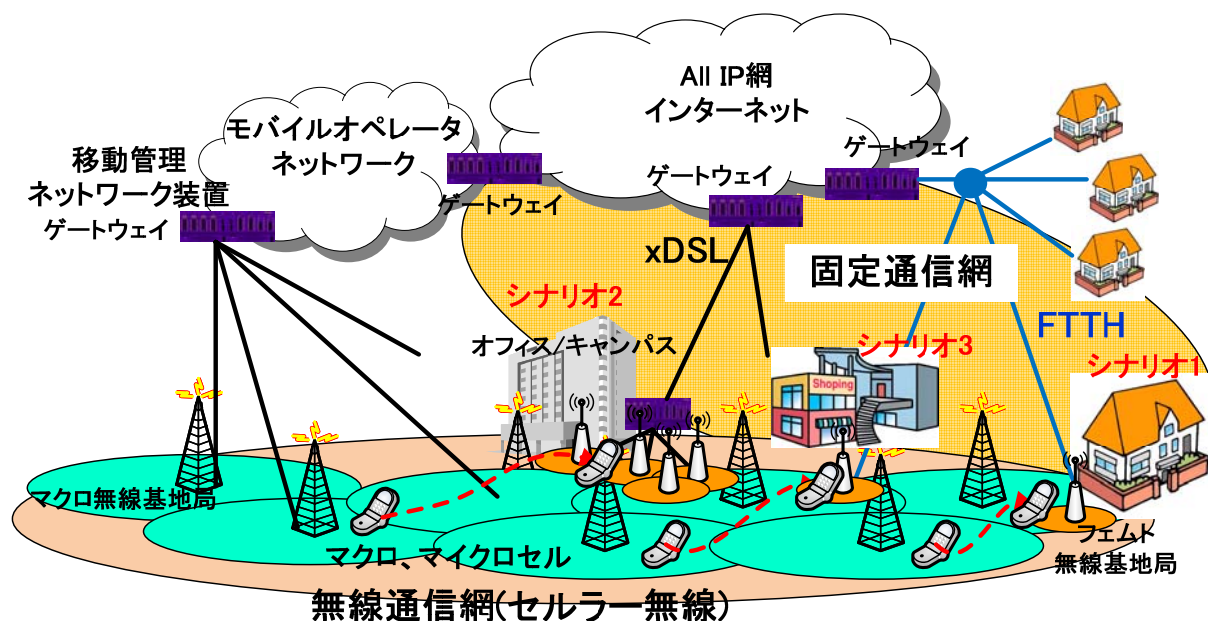 All IP網
インターネット
モバイルオペレータ
ネットワーク
移動管理
ネットワーク装置
ゲートウェイ
ゲートウェイ
ゲートウェイ
ゲートウェイ
xDSL
固定通信網
FTTH
シナリオ2
オフィス/キャンパス
シナリオ3
Shoping
シナリオ1
マクロ無線基地局
マクロ、マイクロセル
フェムト
無線基地局
無線通信網(セルラー無線)